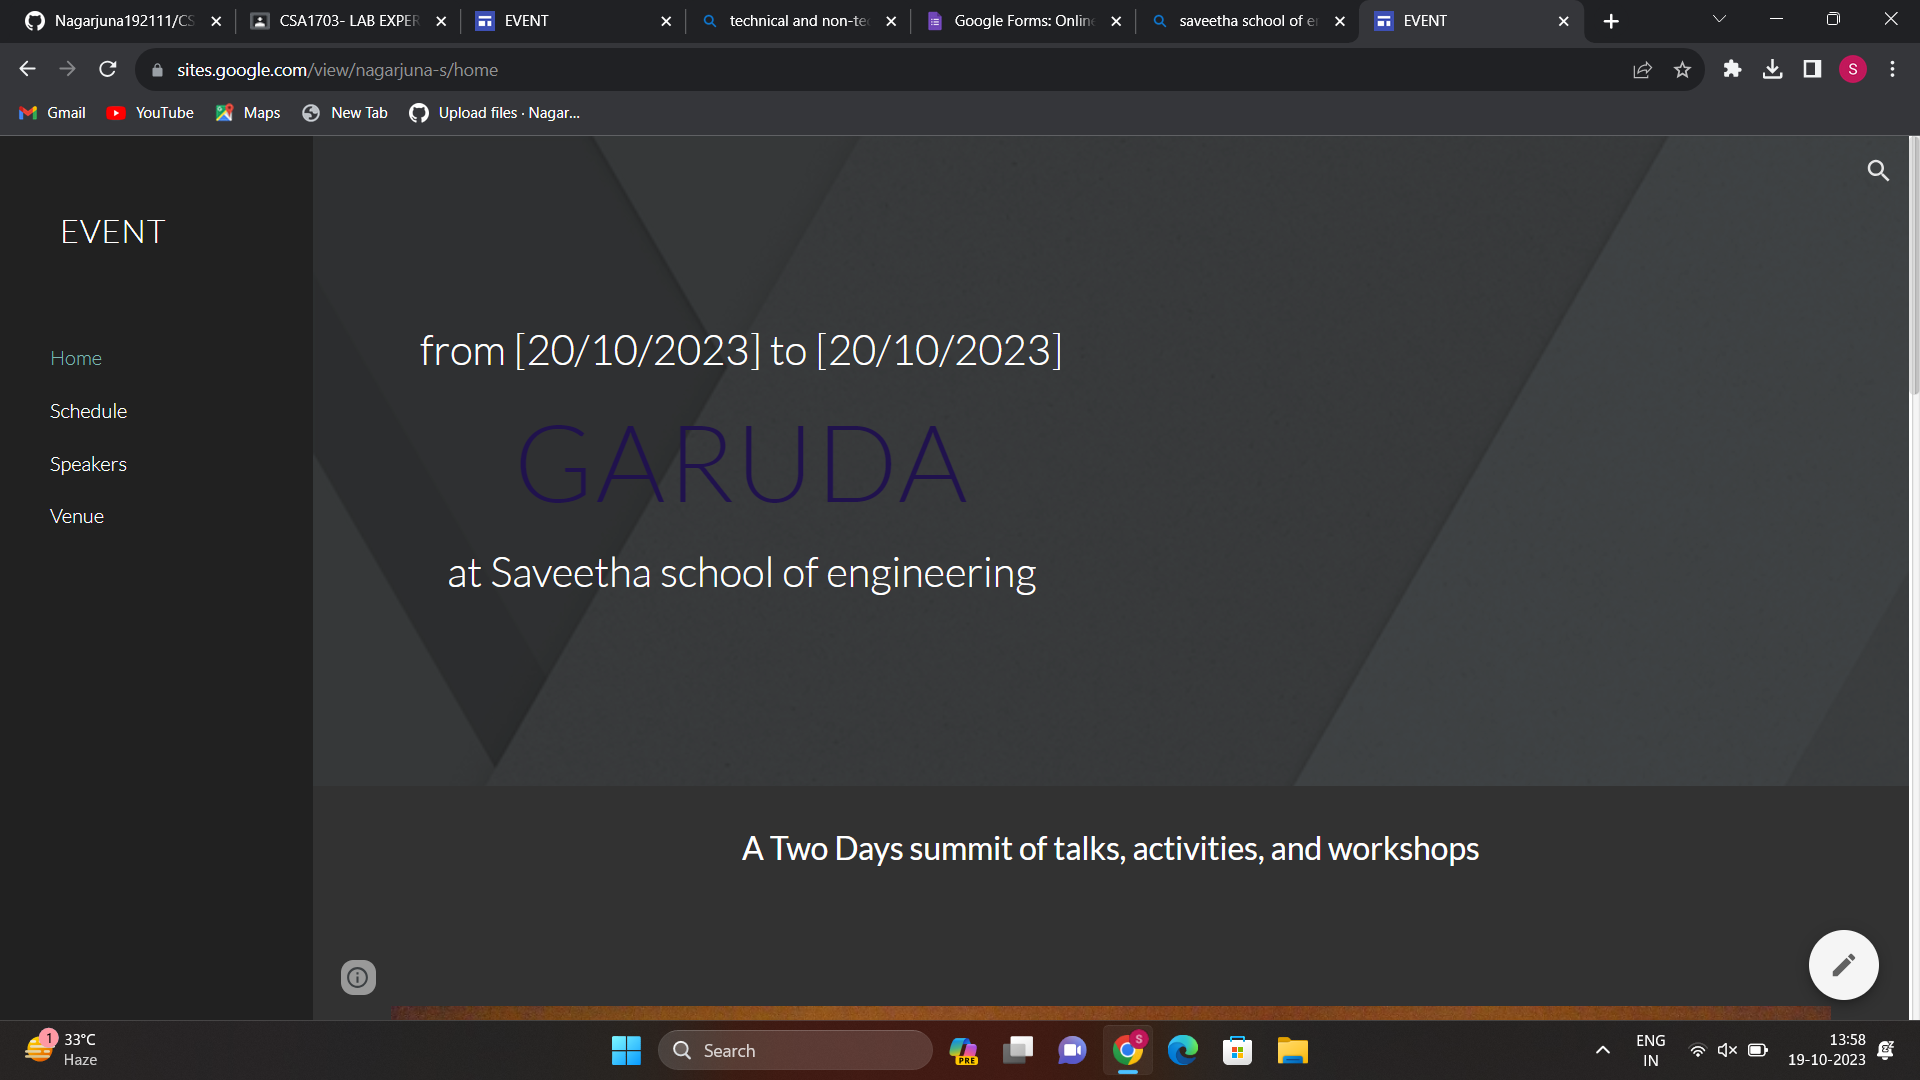 Nagarjuna192111/CS
CSA1703- LAB EXPER
EVENT
technical and non-te
Google Forms: Onlin
saveetha school of e
EVENT
sites.google.com/view/nagarjuna-s/home
S
Gmail
YouTube
Maps
New Tab
Upload files · Nagar...
EVENT
Home
Schedule
Speakers
Venue
from [20/10/2023] to [20/10/2023]
GARUDA
at Saveetha school of engineering
A Two Days summit of talks, activities, and workshops
1
33°C
Haze
Search
PRE
S
ENG
IN
13:58
19-10-2023